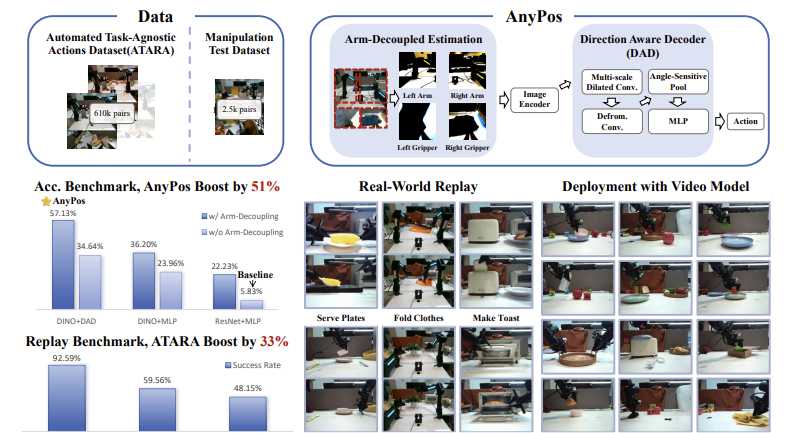 Data
Automated Task-Agnostic
Actions Dataset(ATARA)
610k pairs
Manipulation
Test Dataset
2.5k pairs
AnyPos
Arm-Decoupled Estimation
Left Arm
Right Arm
Left Gripper
Right Gripper
Image
Encoder
Direction Aware Decoder
(DAD)
Multi-scale
Dilated Conv.
Angle-Sensitive
Pool
Defrom.
Conv.
MLP
Action
Acc. Benchmark, AnyPos Boost by 51%
AnyPos
57.13%
34.64%
36.20%
23.96%
22.23%
Baseline
5.83%
w/ Arm-Decoupling
w/o Arm-Decoupling
DINO+DAD
DINO+MLP
ResNet+MLP
Replay Benchmark, ATARA Boost by 33%
92.59%
59.56%
48.15%
Success Rate
Real-World Replay
Serve Plates
Fold Clothes
Make Toast
Deployment with Video Model